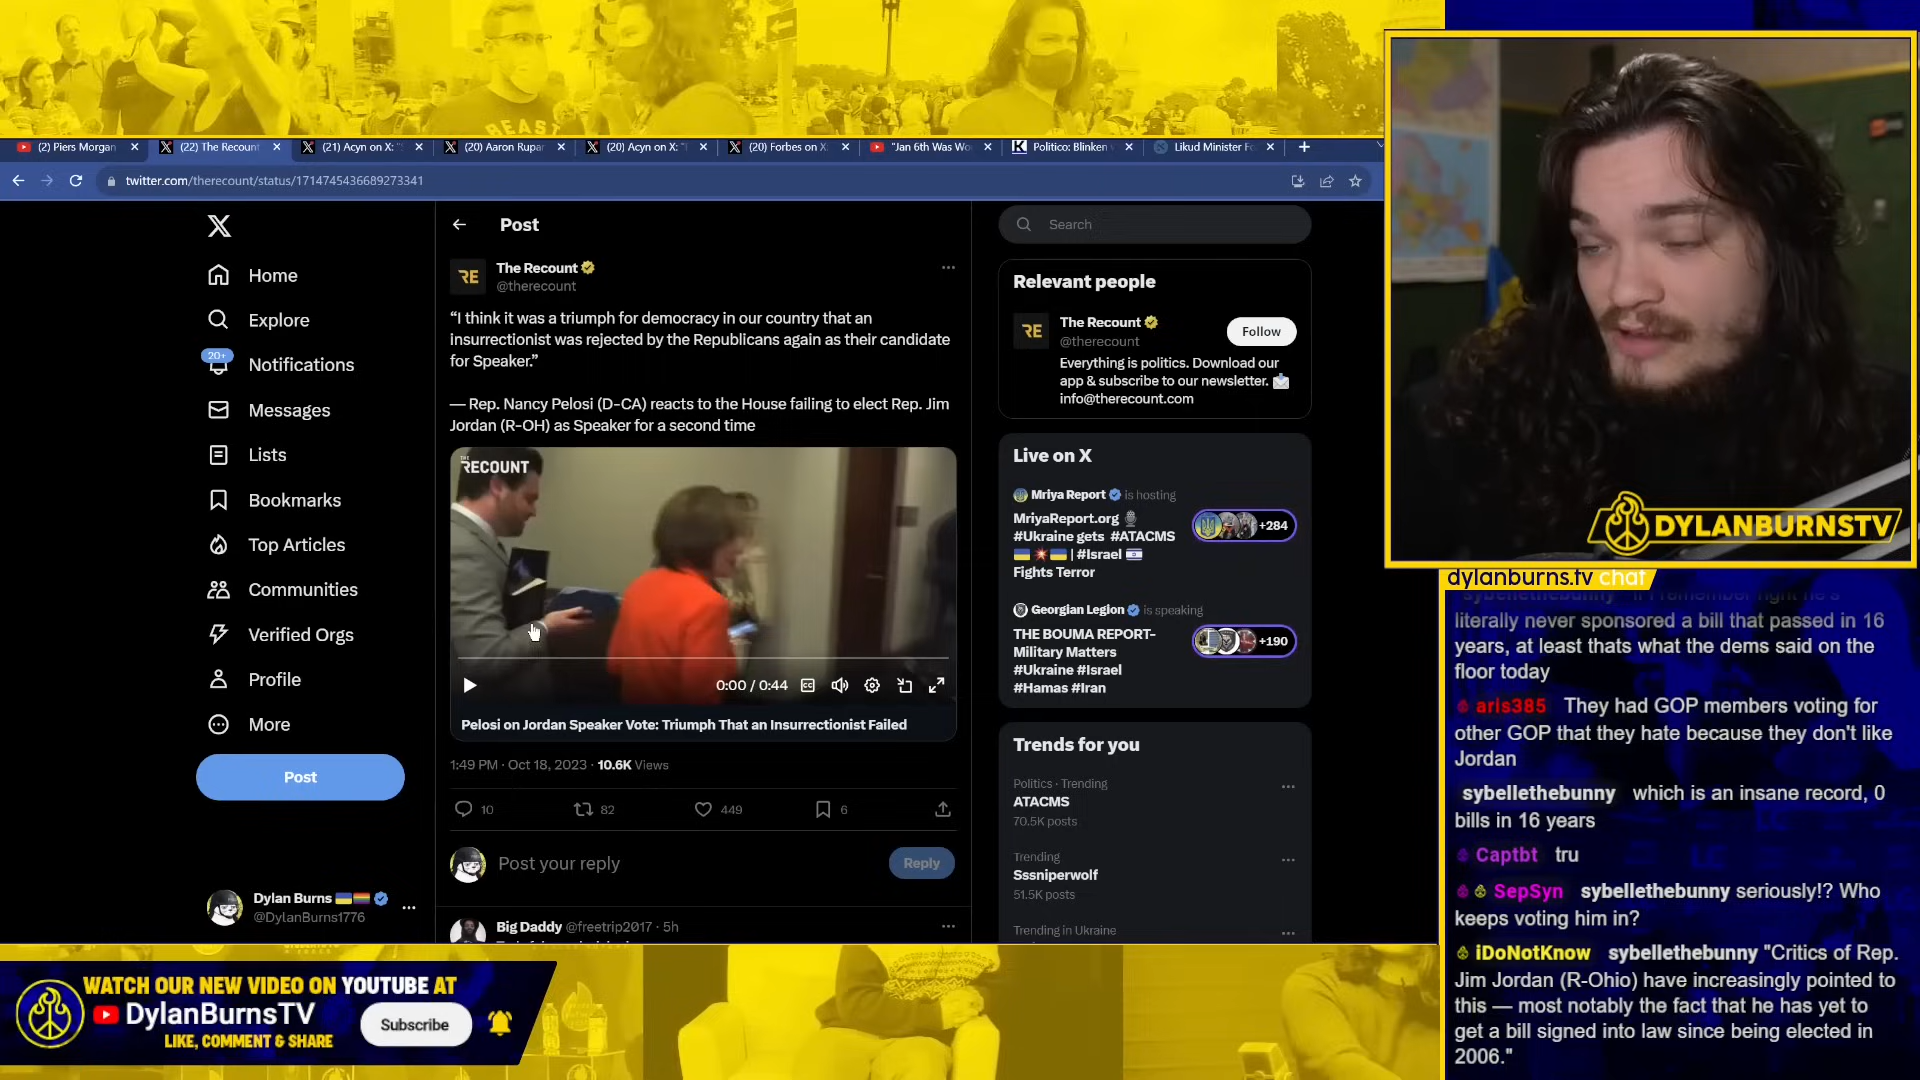 BEAST
(2) Piers Morgan
(22) The Recount
(21) Acyn on X: "S
(20) Aaron Rupar
(20) Acyn on X: "
(20) Forbes on X
"Jan 6th Was Wo
Politico: Blinken
Likud Minister Fo
twitter.com/therecount/status/1714745436689273341
Home
Explore
20+
Notifications
Messages
Lists
Bookmarks
Top Articles
Communities
Verified Orgs
Profile
More
Post
Dylan Burns
@DylanBurns1776
Post
RE
The Recount
@therecount
“I think it was a triumph for democracy in our country that an
insurrectionist was rejected by the Republicans again as their candidate
for Speaker.”
— Rep. Nancy Pelosi (D-CA) reacts to the House failing to elect Rep. Jim
Jordan (R-OH) as Speaker for a second time
THE
RECOUNT
0:00 / 0:44
Pelosi on Jordan Speaker Vote: Triumph That an Insurrectionist Failed
1:49 PM · Oct 18, 2023 · 10.6K Views
10
82
449
6
Post your reply
Reply
Big Daddy @freetrip2017 · 5h
Search
Relevant people
RE
The Recount
@therecount
Follow
Everything is politics. Download our
app & subscribe to our newsletter.
info@therecount.com
Live on X
Mriya Report is hosting
MriyaReport.org
#Ukraine gets #ATACMS
| #Israel
Fights Terror
+284
Georgian Legion is speaking
THE BOUMA REPORT-
Military Matters
#Ukraine #Israel
#Hamas #Iran
+190
Trends for you
Politics · Trending
ATACMS
70.5K posts
Trending
Sssniperwolf
51.5K posts
Trending in Ukraine
DYLANBURNSTV
dylanburns.tv chat
sybellethebunny if I remember right he's
literally never sponsored a bill that passed in 16
years, at least thats what the dems said on the
floor today
arls385 They had GOP members voting for
other GOP that they hate because they don't like
Jordan
sybellethebunny which is an insane record, 0
bills in 16 years
Captbt tru
SepSyn sybellethebunny seriously!? Who
keeps voting him in?
iDoNotKnow sybellethebunny "Critics of Rep.
Jim Jordan (R-Ohio) have increasingly pointed to
this — most notably the fact that he has yet to
get a bill signed into law since being elected in
2006."
WATCH OUR NEW VIDEO ON YOUTUBE AT
DylanBurnsTV
Subscribe
LIKE, COMMENT & SHARE